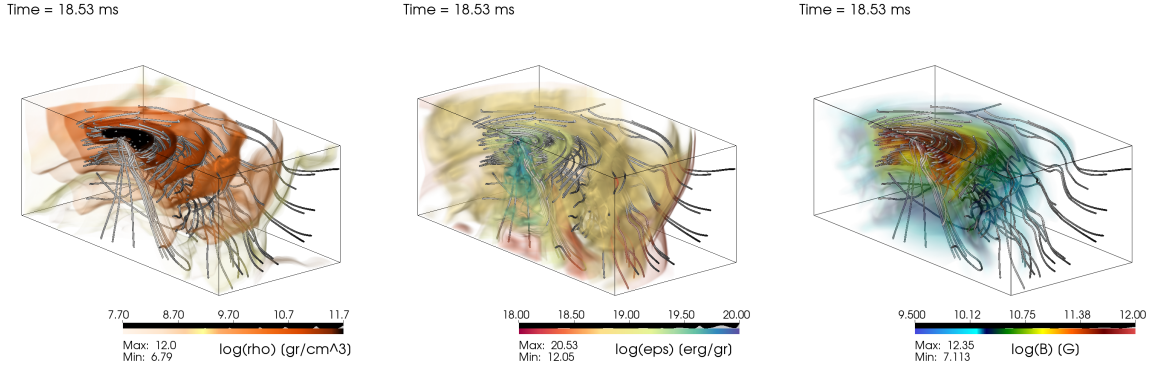 Time = 18.53 ms
Time = 18.53 ms
Time = 18.53 ms
7.70 8.70 9.70 10.7 11.7
Max: 12.0
Min: 6.79
log(rho) [gr/cm^3]
18.00 18.50 19.00 19.50 20.00
Max: 20.53
Min: 12.05
log(eps) [erg/gr]
9.500 10.12 10.75 11.38 12.00
Max: 12.35
Min: 7.113
log(B) [G]